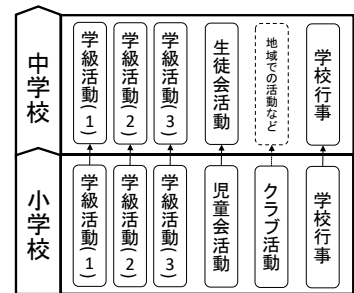 中学校
学級活動(1)
学級活動(2)
学級活動(3)
生徒会活動
地域での活動など
学校行事
小学校
学級活動(1)
学級活動(2)
学級活動(3)
児童会活動
クラブ活動
学校行事